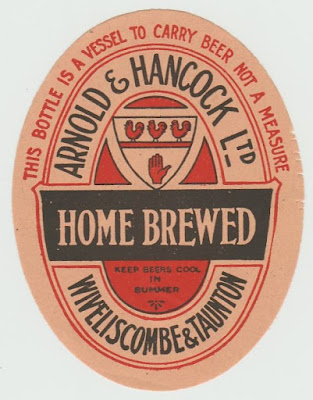 THIS BOTTLE IS A VESSEL TO CARRY BEER NOT A MEASURE
ARNOLD & HANCOCK LTD
HOME BREWED
KEEP BEERS COOL
IN
SUMMER
WIVELISCOMBE & TAUNTON